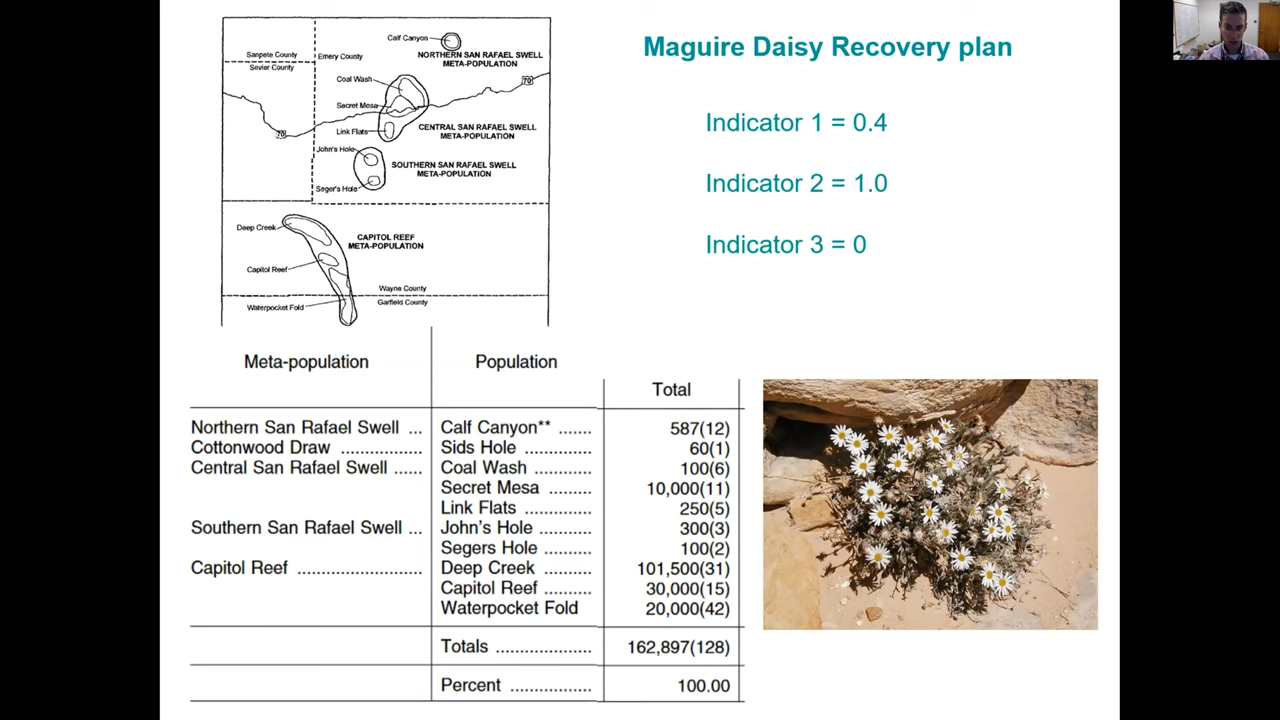 Maguire Daisy Recovery plan
Indicator 1 = 0.4
Indicator 2 = 1.0
Indicator 3 = 0
Calf Canyon
NORTHERN SAN RAFAEL SWELL
META-POPULATION
Sanpete County
Emery County
Sevier County
Coal Wash
70
Secret Mesa
70
Link Flats
CENTRAL SAN RAFAEL SWELL
META-POPULATION
John's Hole
SOUTHERN SAN RAFAEL SWELL
META-POPULATION
Seger's Hole
Deep Creek
CAPITOL REEF
META-POPULATION
Capitol Reef
Wayne County
Garfield County
Waterpocket Fold
Meta-population Population
Total
Northern San Rafael Swell ... Calf Canyon** ....... 587(12)
Cottonwood Draw ................. Sids Hole .............. 60(1)
Central San Rafael Swell ...... Coal Wash ............ 100(6)
Secret Mesa ......... 10,000(11)
Link Flats .............. 250(5)
Southern San Rafael Swell ... John's Hole ........... 300(3)
Segers Hole .......... 100(2)
Capitol Reef .......................... Deep Creek .......... 101,500(31)
Capitol Reef .......... 30,000(15)
Waterpocket Fold 20,000(42)
Totals .................... 162,897(128)
Percent ................. 100.00